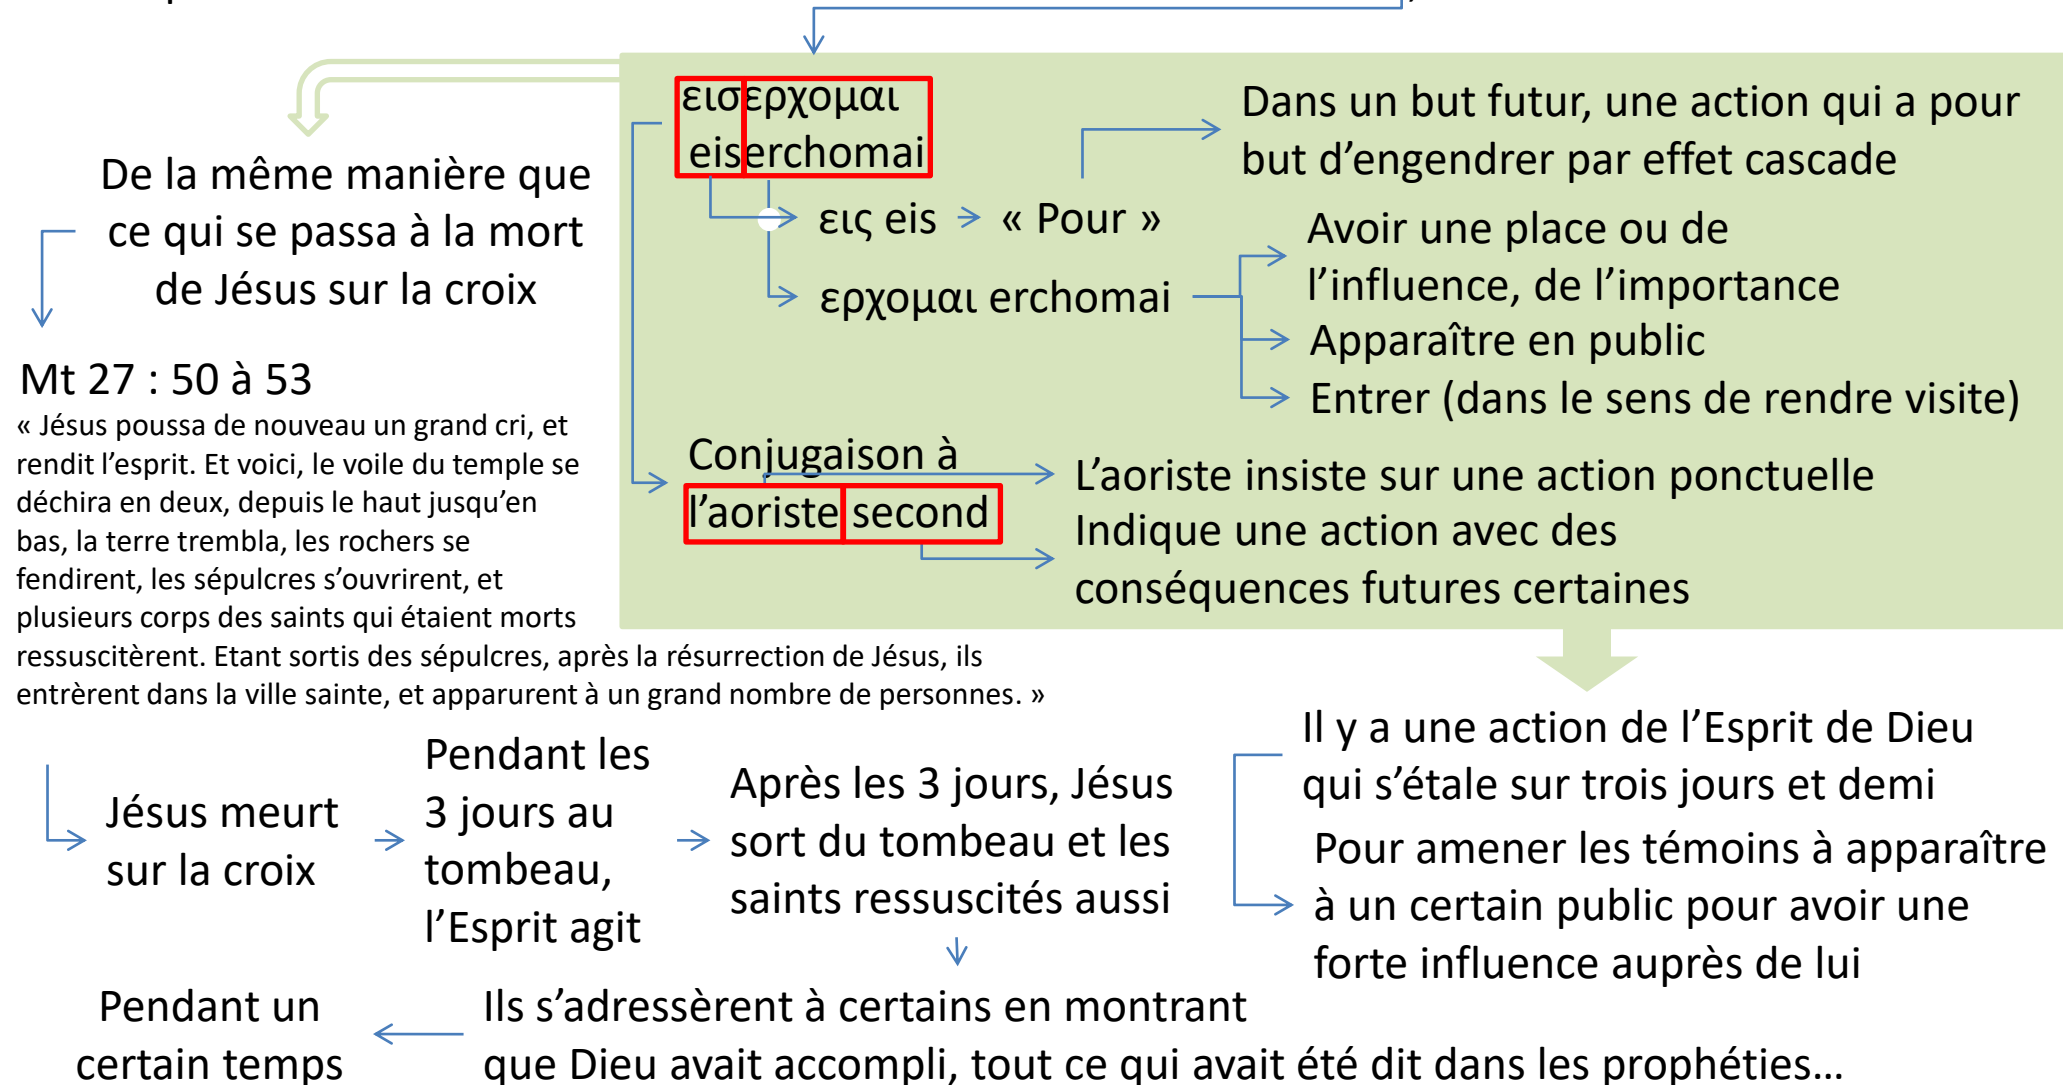 εισερχομαι
eiserchomai
εις eis
« Pour »
Dans un but futur, une action qui a pour
but d’engendrer par effet cascade
ερχομαι erchomai
Avoir une place ou de
l’influence, de l’importance
Apparaître en public
Entrer (dans le sens de rendre visite)
Conjugaison à
l’aoriste second
L’aoriste insiste sur une action ponctuelle
Indique une action avec des
conséquences futures certaines
De la même manière que
ce qui se passa à la mort
de Jésus sur la croix
Mt 27 : 50 à 53
« Jésus poussa de nouveau un grand cri, et
rendit l’esprit. Et voici, le voile du temple se
déchira en deux, depuis le haut jusqu’en
bas, la terre trembla, les rochers se
fendirent, les sépulcres s’ouvrirent, et
plusieurs corps des saints qui étaient morts
ressuscitèrent. Etant sortis des sépulcres, après la résurrection de Jésus, ils
entrèrent dans la ville sainte, et apparurent à un grand nombre de personnes. »
Jésus meurt
sur la croix
Pendant les
3 jours au
tombeau,
l’Esprit agit
Après les 3 jours, Jésus
sort du tombeau et les
saints ressuscités aussi
Il y a une action de l’Esprit de Dieu
qui s’étale sur trois jours et demi
Pour amener les témoins à apparaître
à un certain public pour avoir une
forte influence auprès de lui
Ils s’adressèrent à certains en montrant
que Dieu avait accompli, tout ce qui avait été dit dans les prophéties…
Pendant un
certain temps